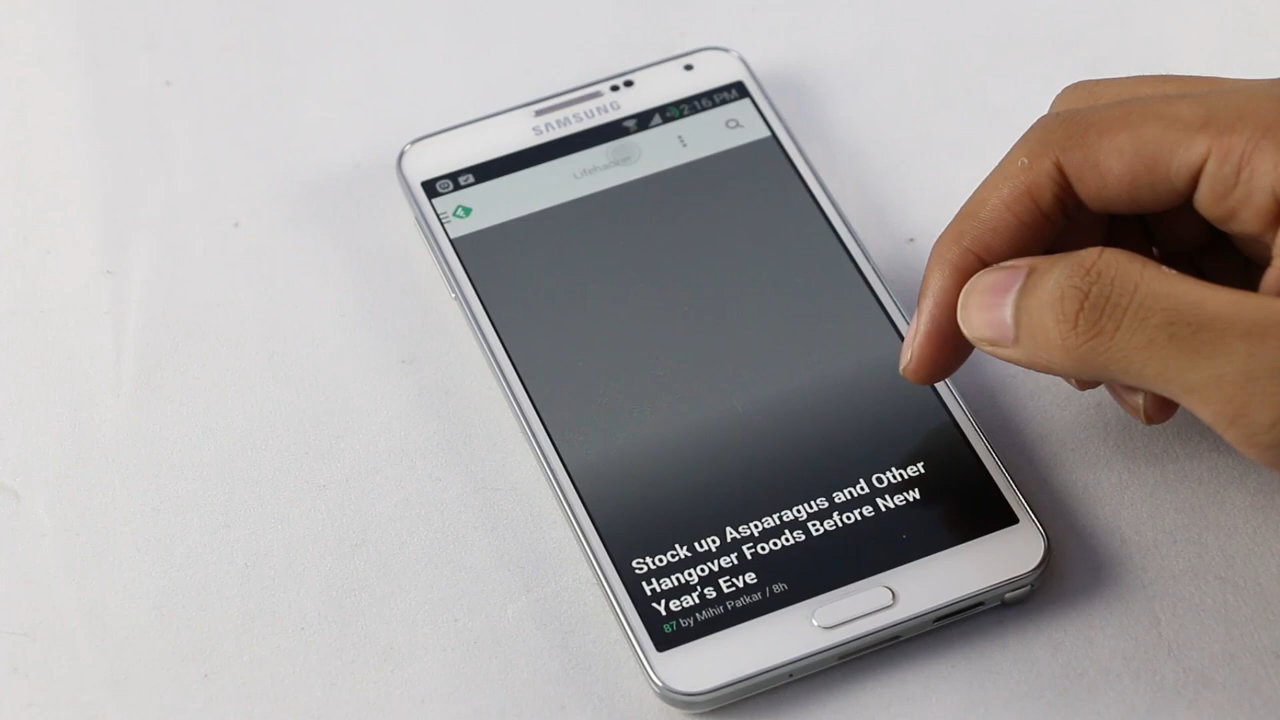 SAMSUNG
2:16 PM
Lifehacker
Stock up Asparagus and Other
Hangover Foods Before New
Year's Eve
87 by Mihir Patkar / 8h